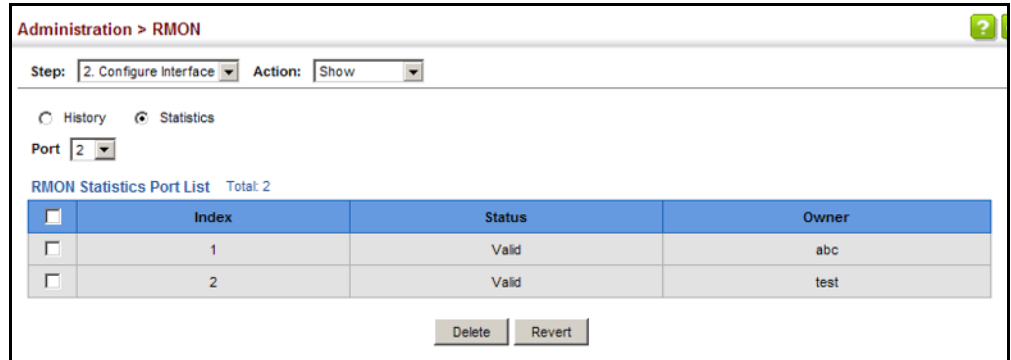 Administration > RMON
?
Step: 2. Configure Interface Action: Show
History Statistics
Port 2
RMON Statistics Port List Total: 2
Index Status Owner
1 Valid abc
2 Valid test
Delete Revert